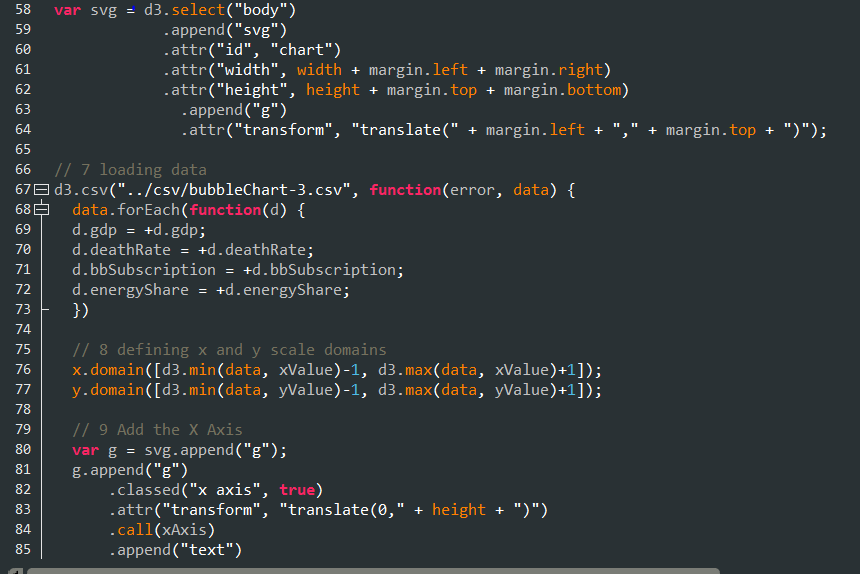 58 var svg = d3.select("body")
59 .append("svg")
60 .attr("id", "chart")
61 .attr("width", width + margin.left + margin.right)
62 .attr("height", height + margin.top + margin.bottom)
63 .append("g")
64 .attr("transform", "translate(" + margin.left + "," + margin.top + ")");
65
66 // 7 loading data
67 d3.csv("../csv/bubbleChart-3.csv", function(error, data) {
68 data.forEach(function(d) {
69 d.gdp = +d.gdp;
70 d.deathRate = +d.deathRate;
71 d.bbSubscription = +d.bbSubscription;
72 d.energyShare = +d.energyShare;
73 })
74
75 // 8 defining x and y scale domains
76 x.domain([d3.min(data, xValue)-1, d3.max(data, xValue)+1]);
77 y.domain([d3.min(data, yValue)-1, d3.max(data, yValue)+1]);
78
79 // 9 Add the X Axis
80 var g = svg.append("g");
81 g.append("g")
82 .classed("x axis", true)
83 .attr("transform", "translate(0," + height + ")")
84 .call(xAxis)
85 .append("text")